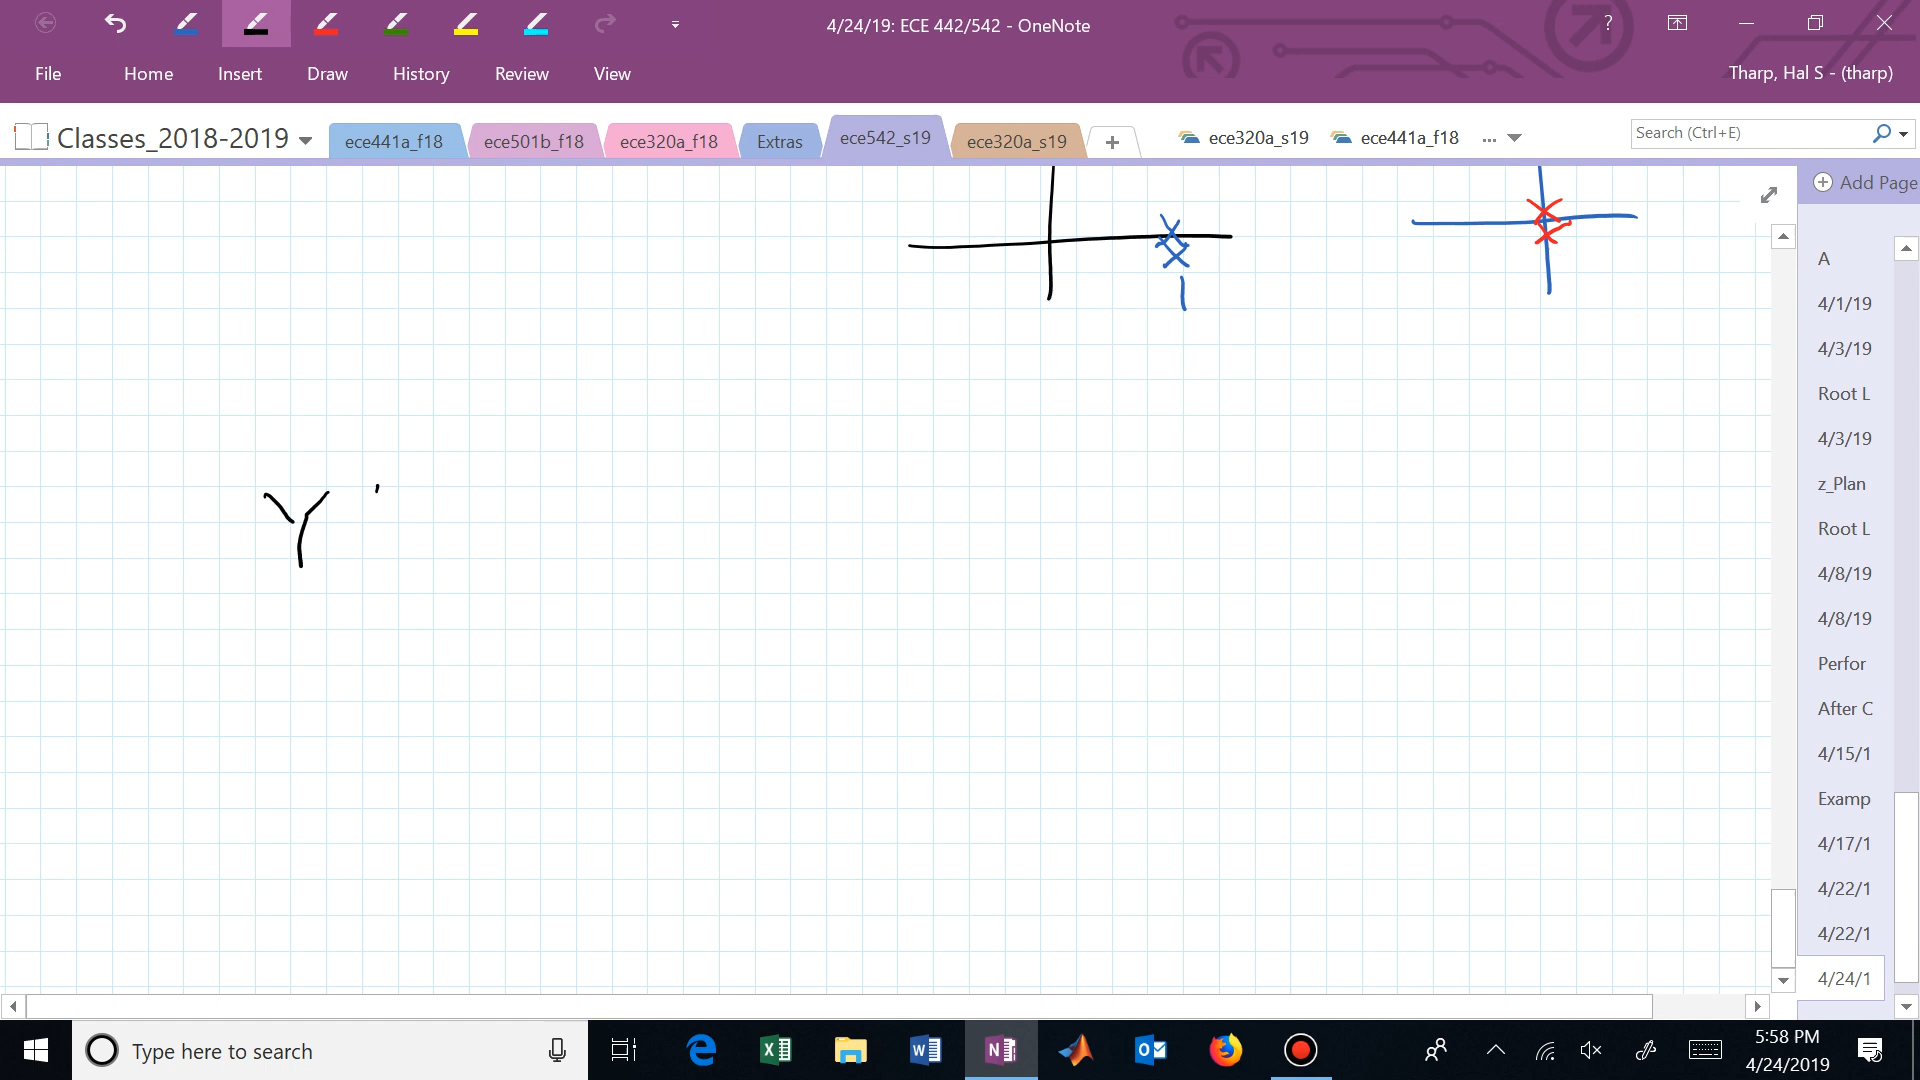 4/24/19: ECE 442/542 - OneNote
?
File Home Insert Draw History Review View
Tharp, Hal S - (tharp)
Classes_2018-2019
ece441a_f18 ece501b_f18 ece320a_f18 Extras ece542_s19 ece320a_s19 +
ece320a_s19 ece441a_f18 ...
Search (Ctrl+E)
Add Page
A
4/1/19
4/3/19
Root L
4/3/19
z_Plan
Root L
4/8/19
4/8/19
Perfor
After C
4/15/1
Examp
4/17/1
4/22/1
4/22/1
4/24/1
1
Y
Type here to search
5:58 PM
4/24/2019